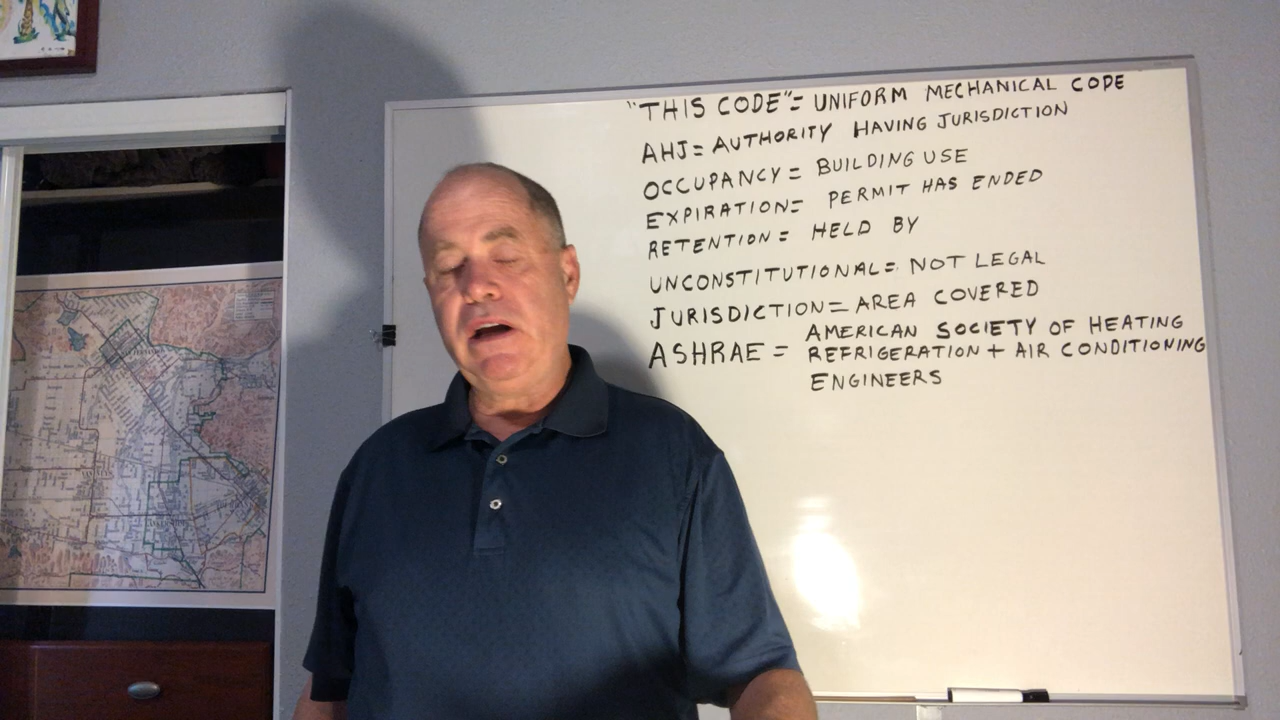 "THIS CODE"= UNIFORM MECHANICAL CODE
AHJ= AUTHORITY HAVING JURISDICTION
OCCUPANCY= BUILDING USE
EXPIRATION= PERMIT HAS ENDED
RETENTION= HELD BY
UNCONSTITUTIONAL= NOT LEGAL
JURISDICTION= AREA COVERED
ASHRAE= AMERICAN SOCIETY OF HEATING
REFRIGERATION + AIR CONDITIONING
ENGINEERS